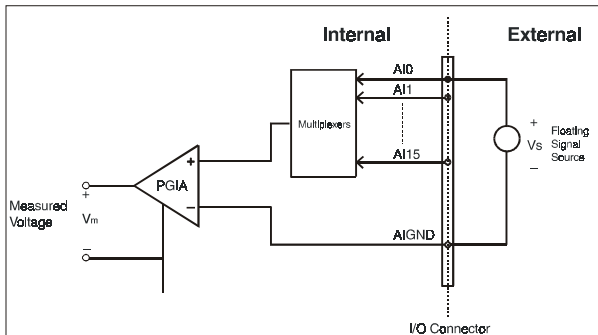 Internal
External
AI0
AI1
Multiplexers
AI15
+
PGIA
−
AIGND
Measured
Voltage
+
Vm
−
+
Vs
−
Floating
Signal
Source
I/O Connector